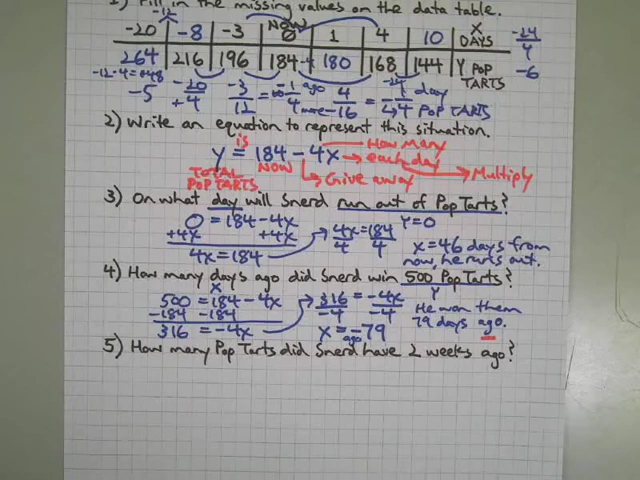 1) Fill in the missing values on the data table.
-12
NOW
-20 -8 -3 0 1 4 10 X DAYS
264 216 196 184 180 168 144 Y POP TARTS
-24/4
-6
-12·-4=+48
-5 -20/+4 -3/12 = -1 ago/4 more 4/-16 = 1 day/-4 POP TARTS
-24
2) Write an equation to represent this situation.
is
y = 184 - 4x
How many
each day
Multiply
TOTAL POP TARTS
NOW
Give away
3) On what day will Snerd run out of Pop Tarts?
0 = 184 - 4x
+4x +4x
4x = 184
4x/4 = 184/4
Y=0
x = 46 days from
now he runs out.
4) How many days ago did Snerd win 500 Pop Tarts?
x
Y
500 = 184 - 4x
-184 -184
316 = -4x
316/-4 = -4x/-4
x = -79
ago
He won them
79 days ago.
5) How many Pop Tarts did Snerd have 2 weeks ago?